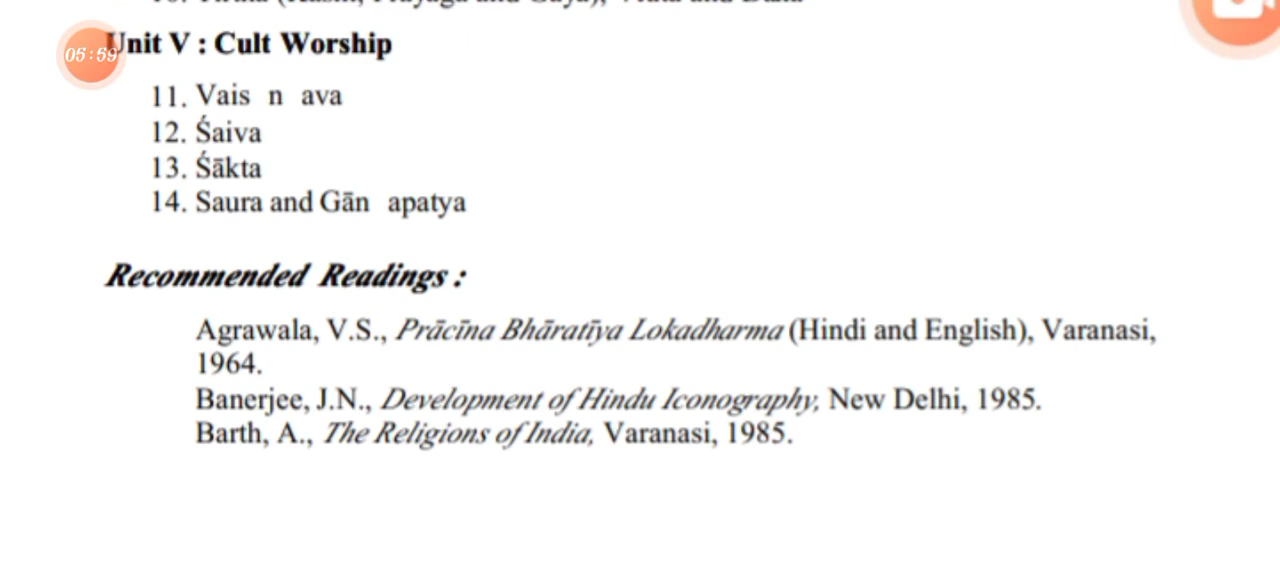 05:59
Unit V : Cult Worship
11. Vais n ava
12. Śaiva
13. Śākta
14. Saura and Gān apatya
Recommended Readings :
Agrawala, V.S., Prācīna Bhāratīya Lokadharma (Hindi and English), Varanasi,
1964.
Banerjee, J.N., Development of Hindu Iconography, New Delhi, 1985.
Barth, A., The Religions of India, Varanasi, 1985.